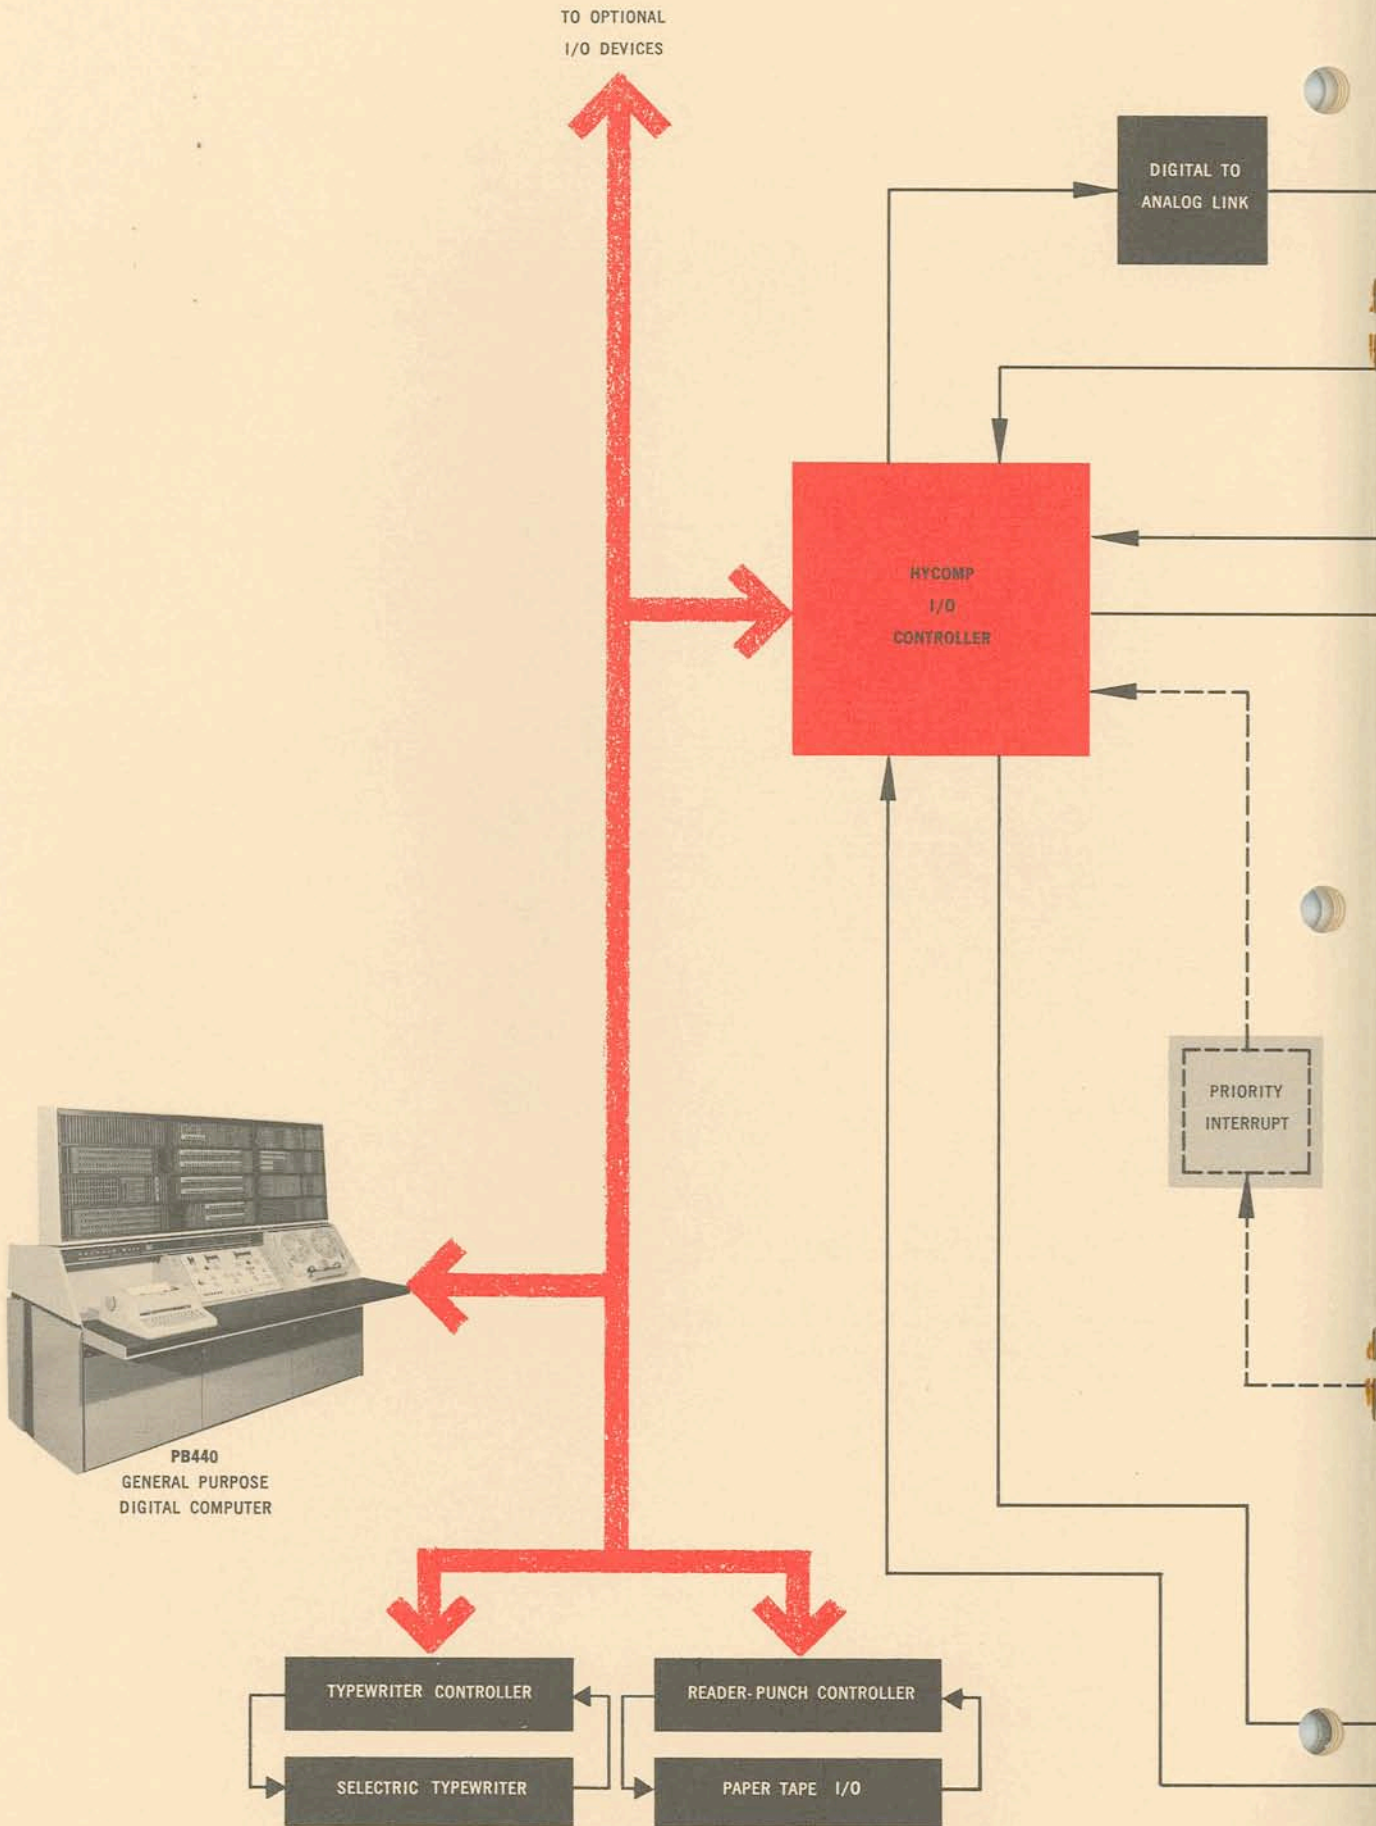 TO OPTIONAL
I/O DEVICES
DIGITAL TO
ANALOG LINK
HYCOMP
I/O
CONTROLLER
PRIORITY
INTERRUPT
PB440
GENERAL PURPOSE
DIGITAL COMPUTER
TYPEWRITER CONTROLLER
READER-PUNCH CONTROLLER
SELECTRIC TYPEWRITER
PAPER TAPE I/O